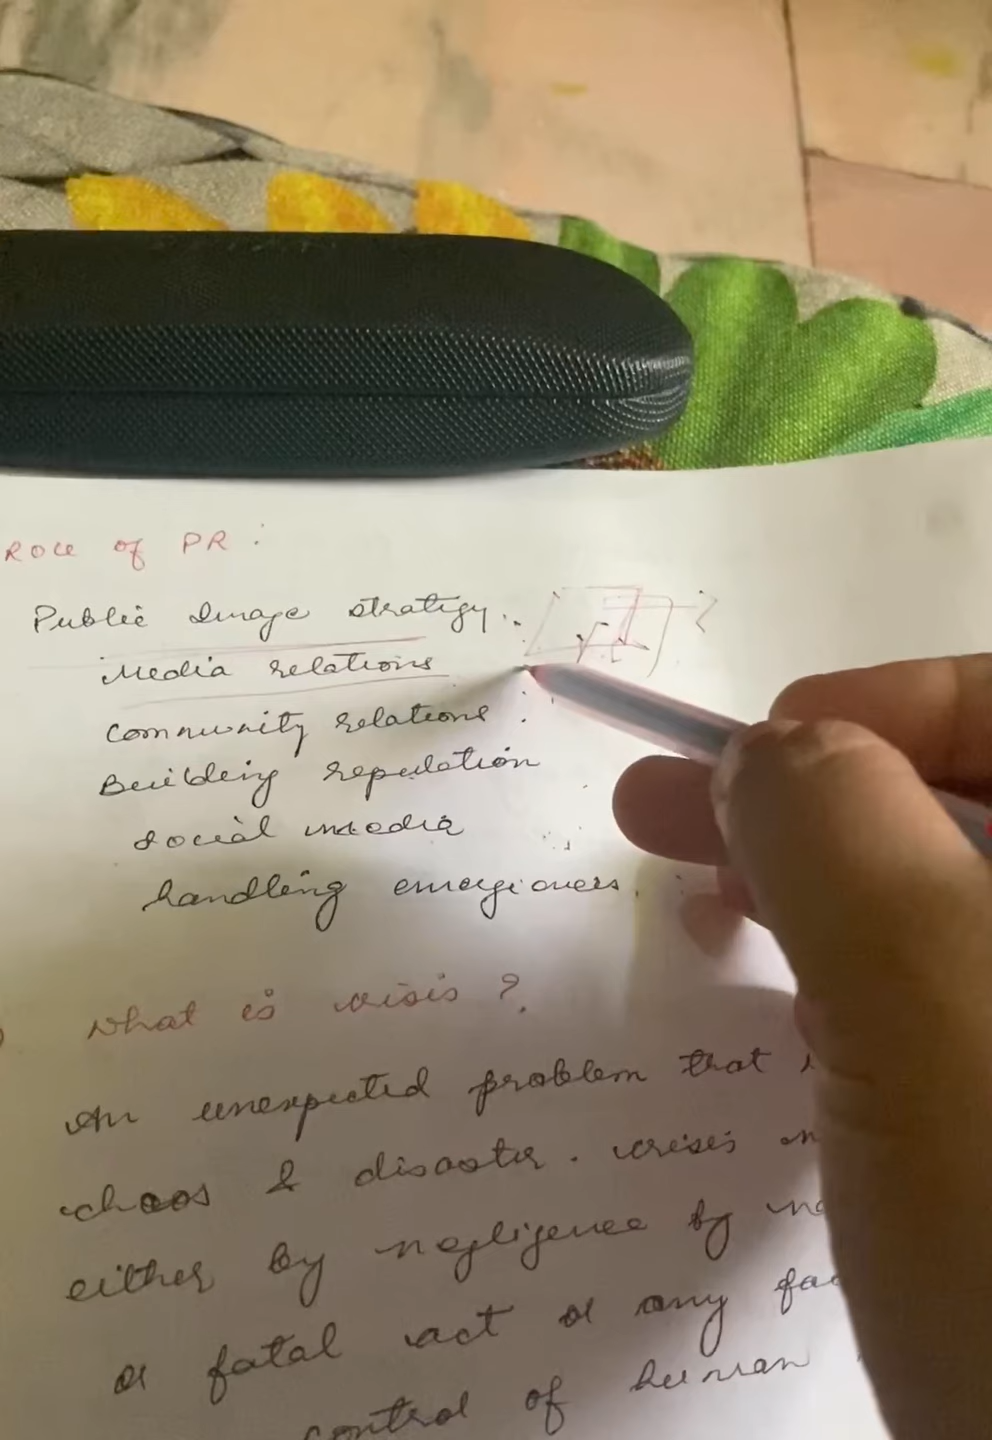 Role of PR :
Public Image strategy.
Media relations
Community relations :
Building reputation
Social media
handling
What is crisis ?
An unexpected problem that
chaos & disaster. crises
either by negligence by
or fatal act or any
control of human